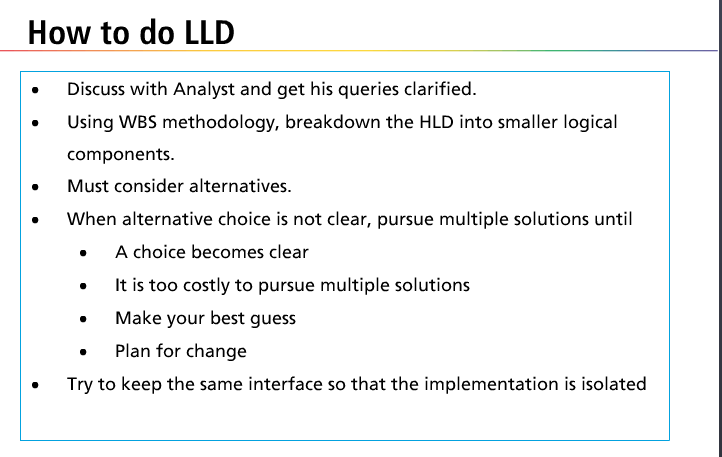 How to do LLD
• Discuss with Analyst and get his queries clarified.
• Using WBS methodology, breakdown the HLD into smaller logical
components.
• Must consider alternatives.
• When alternative choice is not clear, pursue multiple solutions until
• A choice becomes clear
• It is too costly to pursue multiple solutions
• Make your best guess
• Plan for change
• Try to keep the same interface so that the implementation is isolated